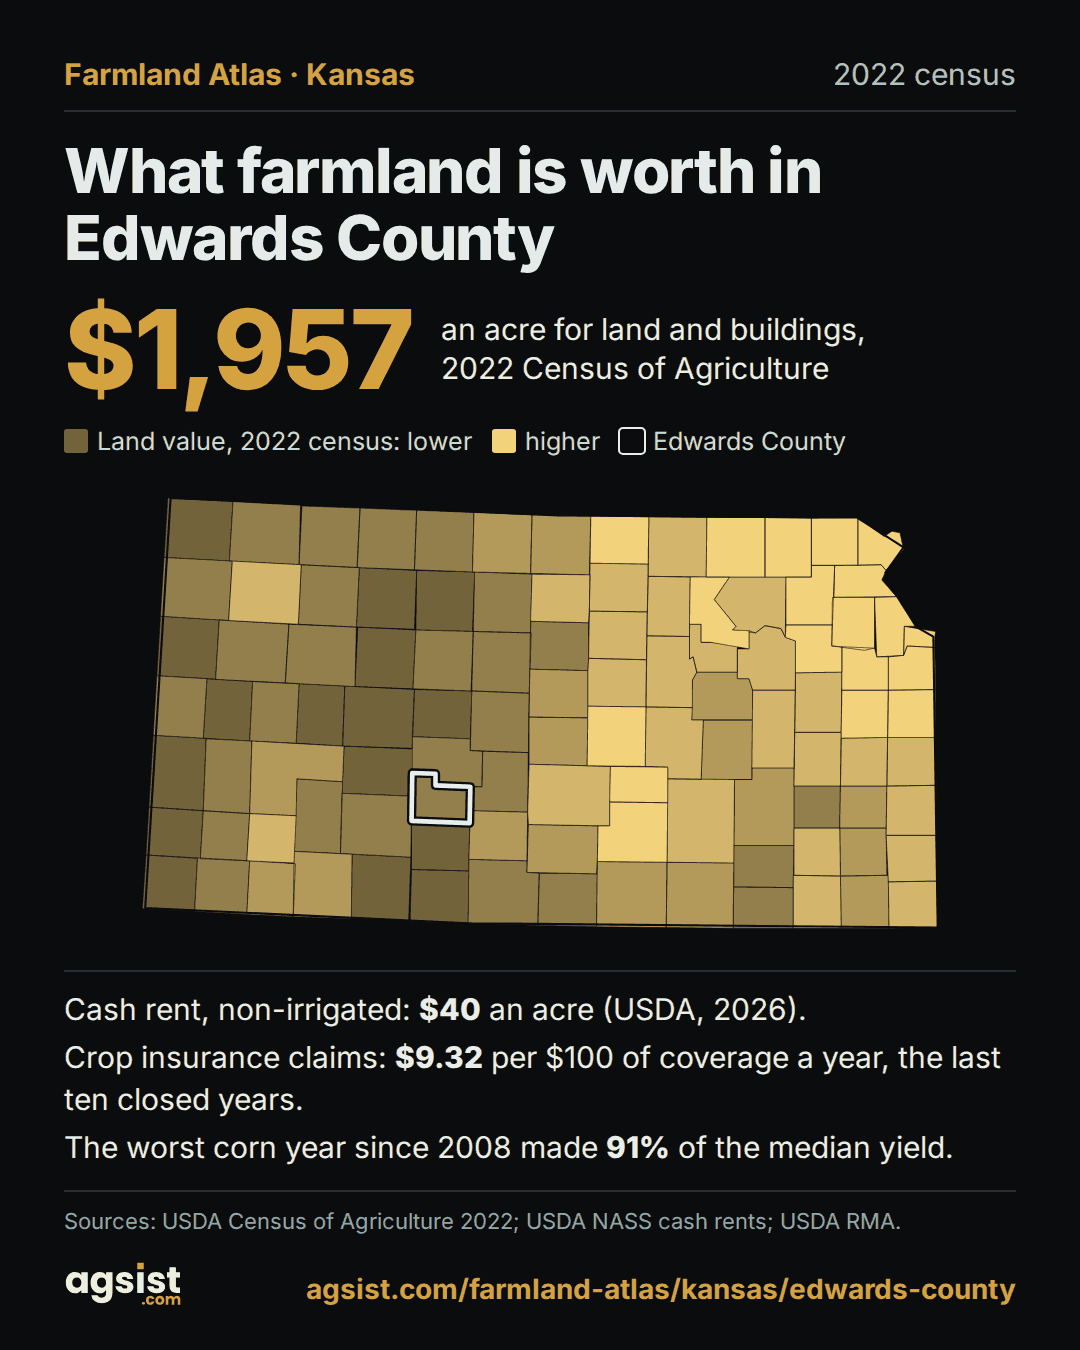 Farmland Atlas · Kansas
2022 census
What farmland is worth in
Edwards County
$1,957
an acre for land and buildings,
2022 Census of Agriculture
Land value, 2022 census: lower
higher
Edwards County
Cash rent, non-irrigated: $40 an acre (USDA, 2026).
Crop insurance claims: $9.32 per $100 of coverage a year, the last
ten closed years.
The worst corn year since 2008 made 91% of the median yield.
Sources: USDA Census of Agriculture 2022; USDA NASS cash rents; USDA RMA.
agsist
.com
agsist.com/farmland-atlas/kansas/edwards-county